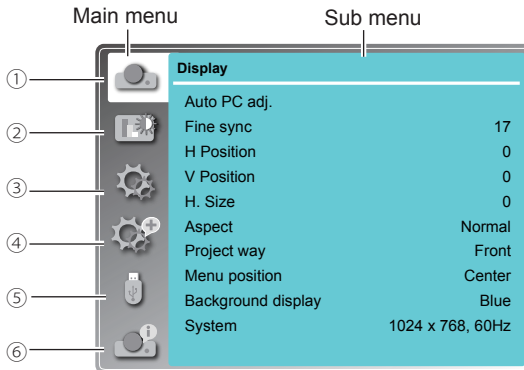 Main menu Sub menu
① Display
Auto PC adj.
② Fine sync 17
H Position 0
③ V Position 0
H. Size 0
④ Aspect Normal
Project way Front
⑤ Menu position Center
Background display Blue
System 1024 x 768, 60Hz
⑥